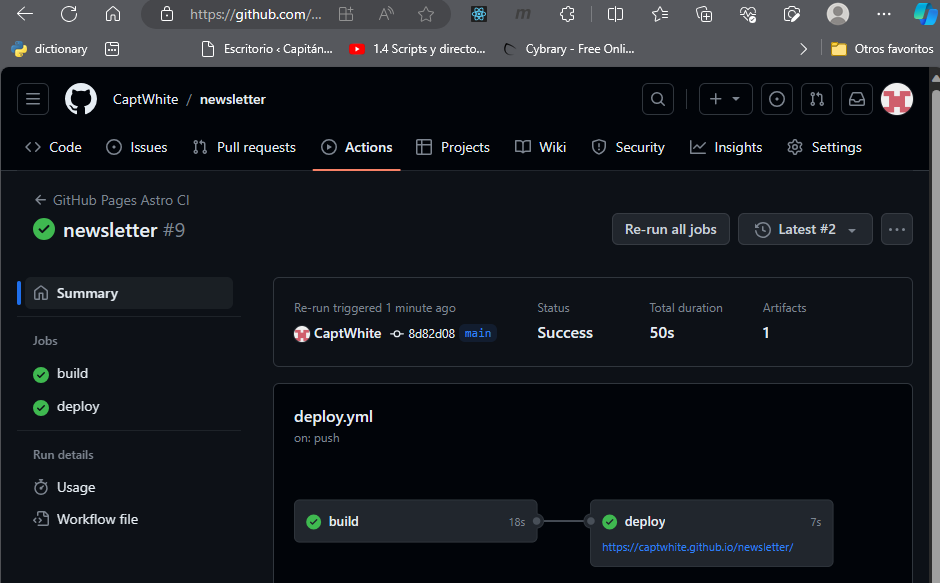 https://github.com/...
dictionary
Escritorio ‹ Capitán...
1.4 Scripts y directo...
Cybrary - Free Onli...
Otros favoritos
CaptWhite / newsletter
Code
Issues
Pull requests
Actions
Projects
Wiki
Security
Insights
Settings
← GitHub Pages Astro CI
newsletter #9
Re-run all jobs
Latest #2
Summary
Jobs
build
deploy
Run details
Usage
Workflow file
Re-run triggered 1 minute ago
CaptWhite 8d82d08 main
Status
Success
Total duration
50s
Artifacts
1
deploy.yml
on: push
build 18s
deploy 7s
https://captwhite.github.io/newsletter/